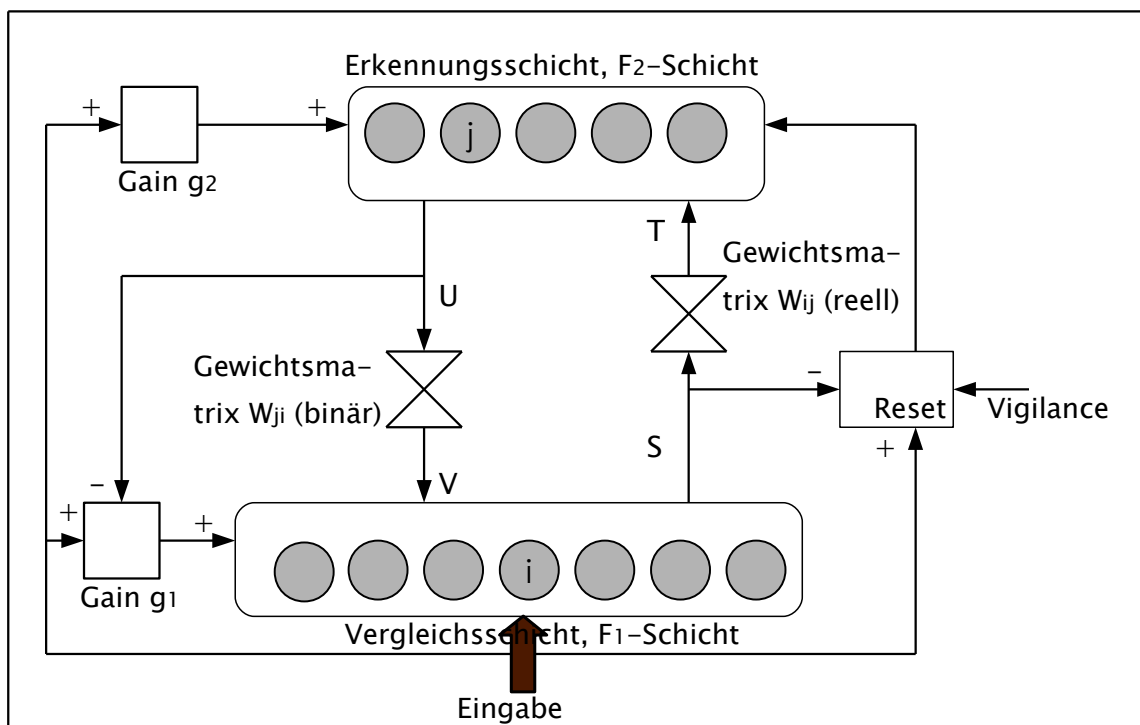 Erkennungsschicht, F2–Schicht
+
+
j
Gain g2
T
Gewichtsma–
trix Wij (reell)
U
Gewichtsma–
trix Wji (binär)
–
Reset
Vigilance
+
S
V
–
+
+
i
Gain g1
Vergleichsschicht, F1–Schicht
Eingabe